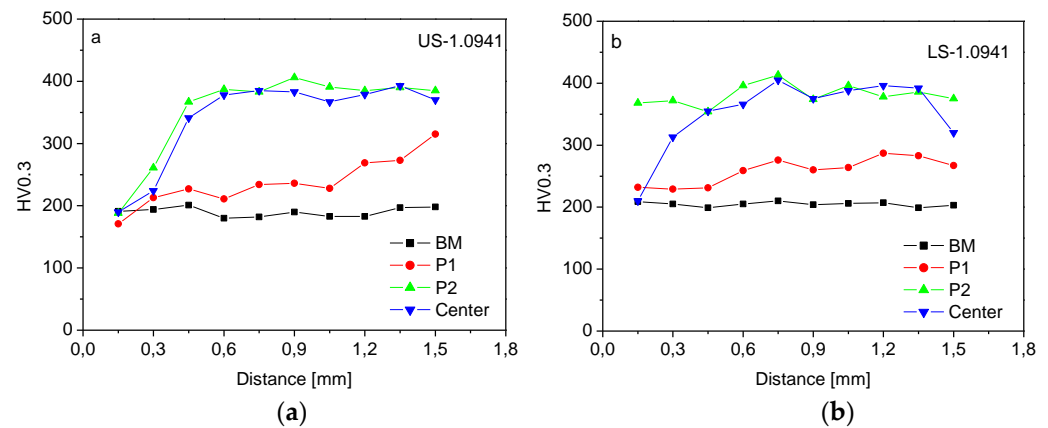 a
US-1.0941
500
400
300
200
100
0
HV0.3
BM
P1
P2
Center
0,0 0,3 0,6 0,9 1,2 1,5 1,8
Distance [mm]
(a)
b
LS-1.0941
500
400
300
200
100
0
HV0.3
BM
P1
P2
Center
0,0 0,3 0,6 0,9 1,2 1,5 1,8
Distance [mm]
(b)